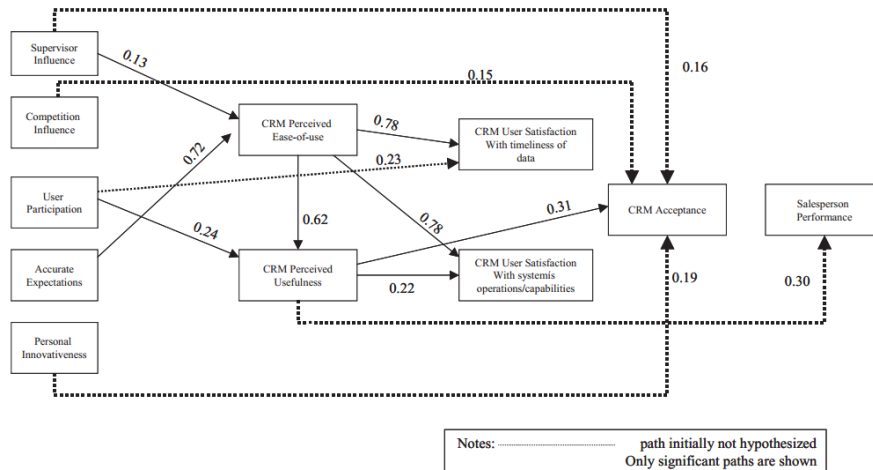 Supervisor
Influence
0.13
0.16
0.15
Competition
Influence
CRM Perceived
Ease-of-use
0.78
CRM User Satisfaction
With timeliness of
data
0.72
0.23
User
Participation
0.31
CRM Acceptance
Salesperson
Performance
0.62
0.78
0.24
Accurate
Expectations
CRM Perceived
Usefulness
0.22
CRM User Satisfaction
With systemis
operations/capabilities
0.19
0.30
Personal
Innovativeness
Notes: path initially not hypothesized
Only significant paths are shown